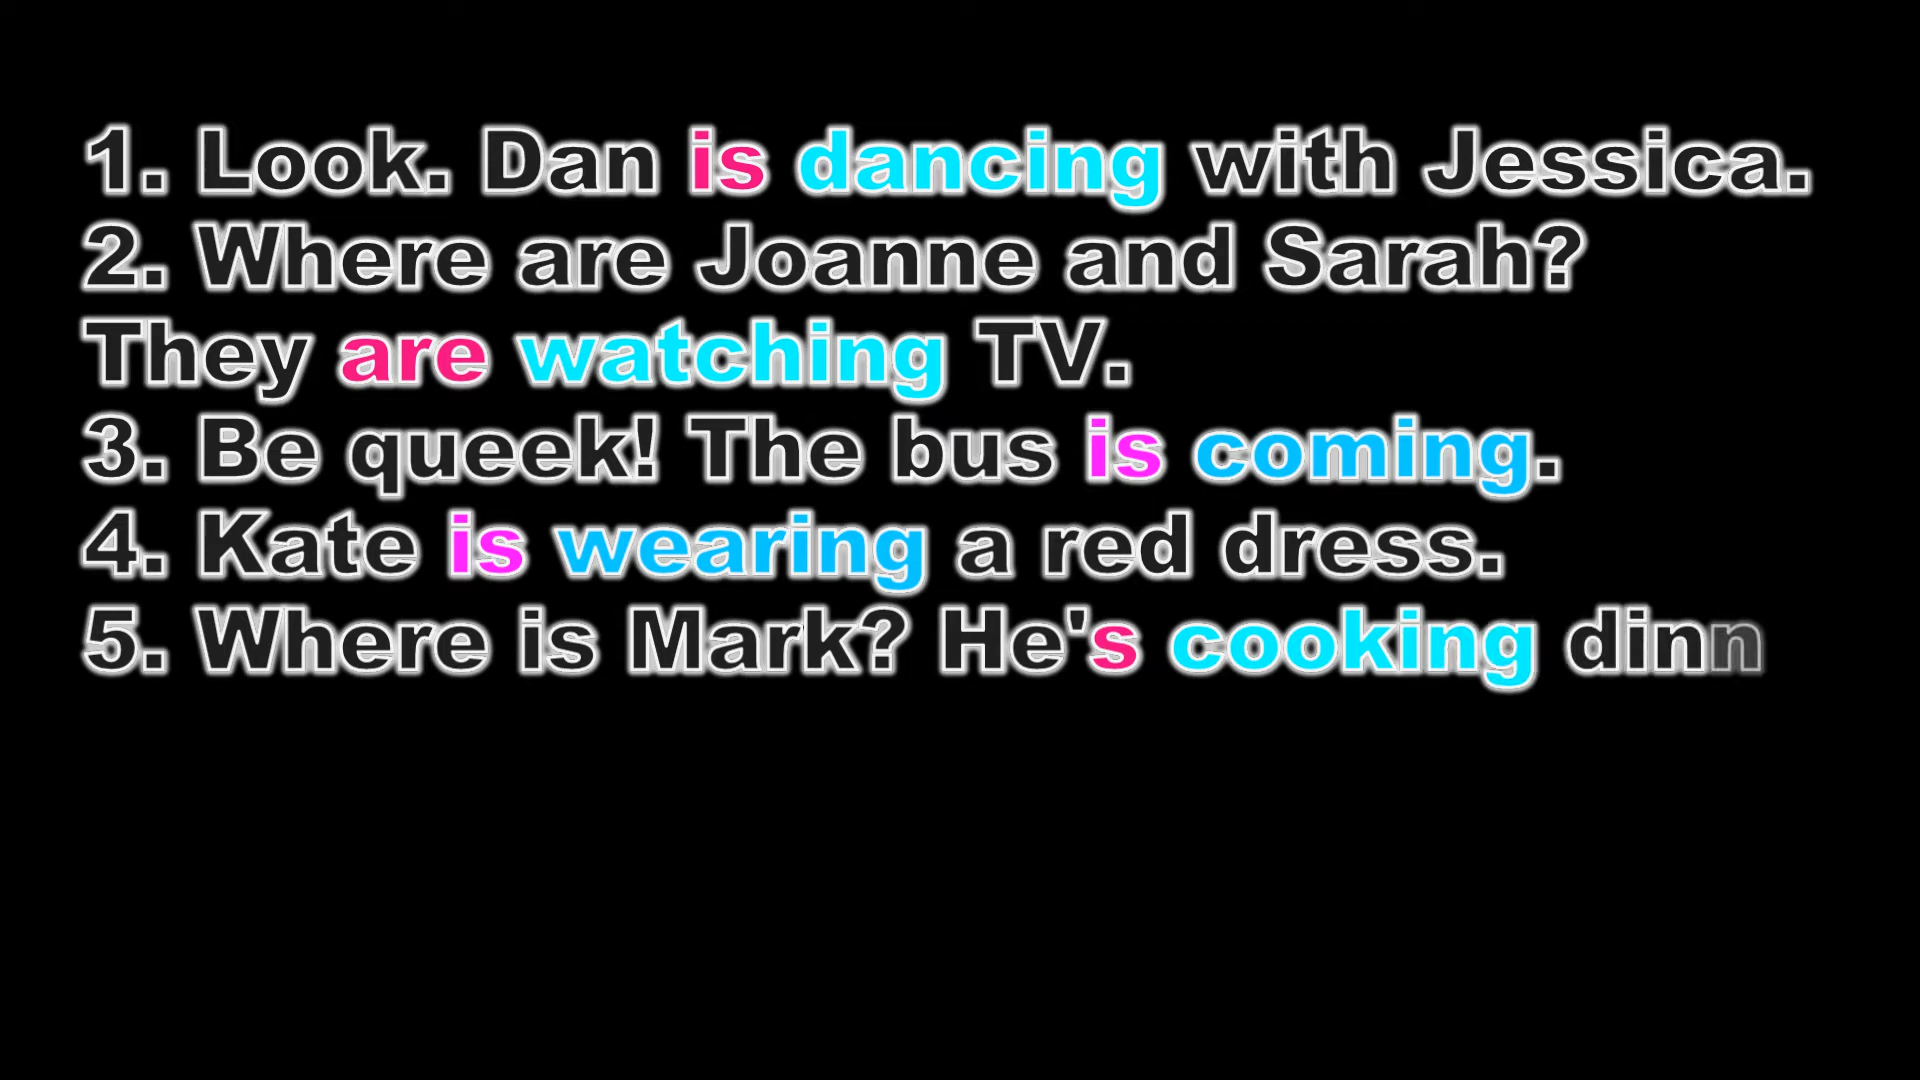 1. Look. Dan is dancing with Jessica.
2. Where are Joanne and Sarah?
They are watching TV.
3. Be queek! The bus is coming.
4. Kate is wearing a red dress.
5. Where is Mark? He's cooking dinn